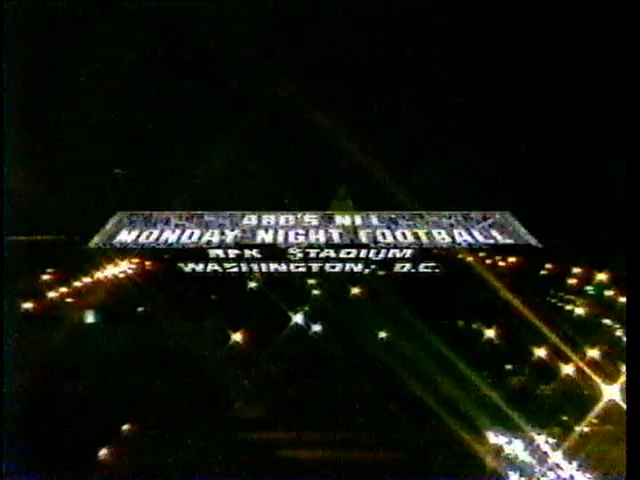 ABC'S NFL
MONDAY NIGHT FOOTBALL
RFK STADIUM
WASHINGTON, D.C.